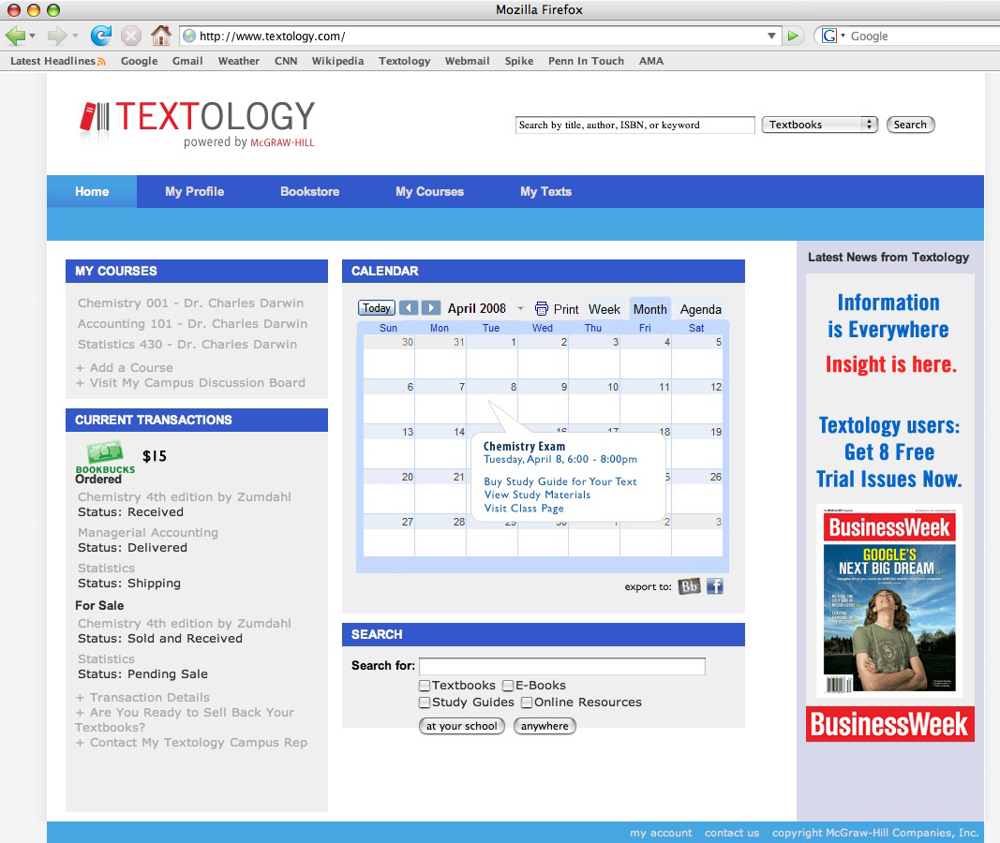 Mozilla Firefox
http://www.textology.com/
G Google
Latest Headlines Google Gmail Weather CNN Wikipedia Textology Webmail Spike Penn In Touch AMA
TEXTOLOGY
powered by McGRAW-HILL
Search by title, author, ISBN, or keyword Textbooks Search
Home My Profile Bookstore My Courses My Texts
MY COURSES
Chemistry 001 - Dr. Charles Darwin
Accounting 101 - Dr. Charles Darwin
Statistics 430 - Dr. Charles Darwin
+ Add a Course
+ Visit My Campus Discussion Board
CURRENT TRANSACTIONS
BOOKBUCKS $15
Ordered
Chemistry 4th edition by Zumdahl
Status: Received
Managerial Accounting
Status: Delivered
Statistics
Status: Shipping
For Sale
Chemistry 4th edition by Zumdahl
Status: Sold and Received
Statistics
Status: Pending Sale
+ Transaction Details
+ Are You Ready to Sell Back Your
Textbooks?
+ Contact My Textology Campus Rep
CALENDAR
Today April 2008 Print Week Month Agenda
Sun Mon Tue Wed Thu Fri Sat
30 31 1 2 3 4 5
6 7 8 9 10 11 12
13 14 15 16 17 18 19
20 21 5 26
27 28 29 30 1 2 3
Chemistry Exam
Tuesday, April 8, 6:00 - 8:00pm
Buy Study Guide for Your Text
View Study Materials
Visit Class Page
export to: Bb f
SEARCH
Search for:
Textbooks E-Books
Study Guides Online Resources
at your school anywhere
Latest News from Textology
Information
is Everywhere
Insight is here.
Textology users:
Get 8 Free
Trial Issues Now.
BusinessWeek
GOOGLE'S
NEXT BIG DREAM
BusinessWeek
my account contact us copyright McGraw-Hill Companies, Inc.